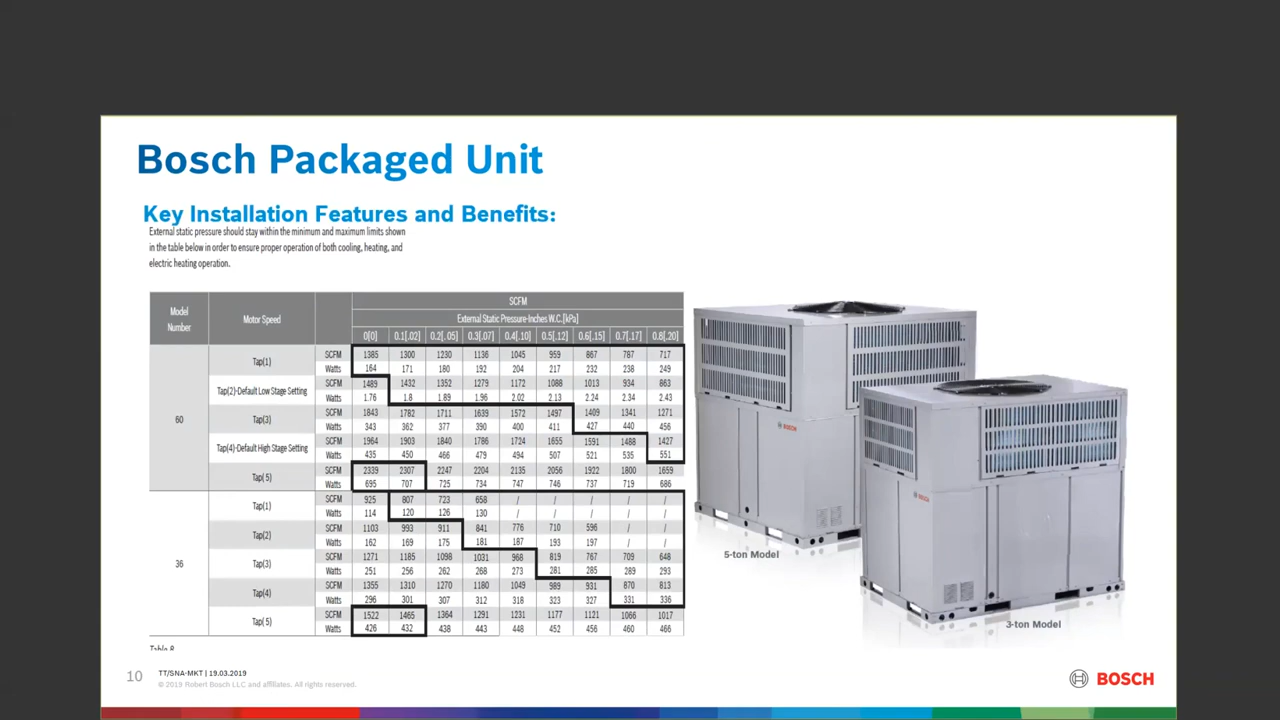 Bosch Packaged Unit
Key Installation Features and Benefits:
External static pressure should stay within the minimum and maximum limits shown
in the table below in order to ensure proper operation of both cooling, heating, and
electric heating operation.
Model Number Motor Speed SCFM
External Static Pressure-Inches W.C.[kPa]
0[0] 0.1[.02] 0.2[.05] 0.3[.07] 0.4[.10] 0.5[.12] 0.6[.15] 0.7[.17] 0.8[.20]
60
Tap(1) SCFM 1385 1300 1230 1136 1045 959 867 787 717
Watts 164 171 180 192 204 217 232 238 249
Tap(2)-Default Low Stage Setting SCFM 1489 1432 1352 1279 1172 1088 1013 934 863
Watts 1.76 1.8 1.89 1.96 2.02 2.13 2.24 2.34 2.43
Tap(3) SCFM 1843 1782 1711 1639 1572 1497 1409 1341 1271
Watts 343 362 377 390 400 411 427 440 456
Tap(4)-Default High Stage Setting SCFM 1964 1903 1840 1786 1724 1655 1591 1488 1427
Watts 435 450 466 479 494 507 521 535 551
Tap( 5) SCFM 2339 2307 2247 2204 2135 2056 1922 1800 1659
Watts 695 707 725 734 747 746 737 719 686
36
Tap(1) SCFM 925 807 723 658 / / / / /
Watts 114 120 126 130 / / / / /
Tap(2) SCFM 1103 993 911 841 776 710 596 / /
Watts 162 169 175 181 187 193 197 / /
Tap(3) SCFM 1271 1185 1098 1031 968 819 767 709 648
Watts 251 256 262 268 273 281 285 289 293
Tap(4) SCFM 1355 1310 1270 1180 1049 989 931 870 813
Watts 296 301 307 312 318 323 327 331 336
Tap( 5) SCFM 1522 1465 1364 1291 1231 1177 1121 1066 1017
Watts 426 432 438 443 448 452 456 460 466
BOSCH
BOSCH
5-ton Model
3-ton Model
10 TT/SNA-MKT | 19.03.2019
© 2019 Robert Bosch LLC and affiliates. All rights reserved.
BOSCH